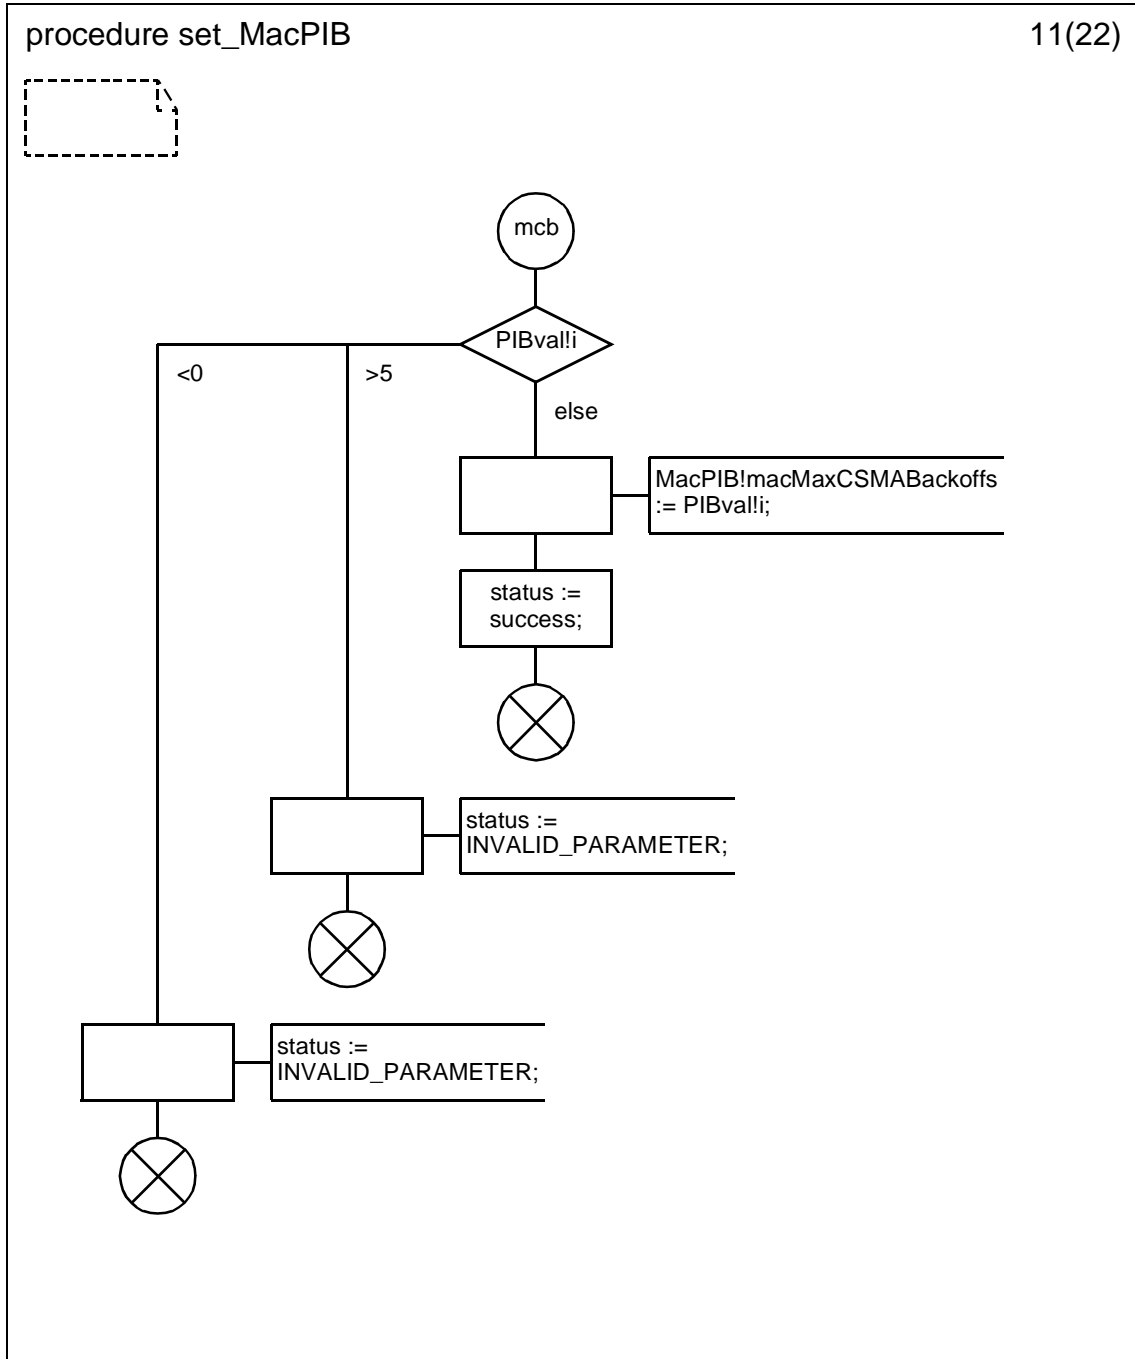 procedure set_MacPIB
11(22)
mcb
PIBval!i
<0
>5
else
MacPIB!macMaxCSMABackoffs
:= PIBval!i;
status :=
success;
status :=
INVALID_PARAMETER;
status :=
INVALID_PARAMETER;